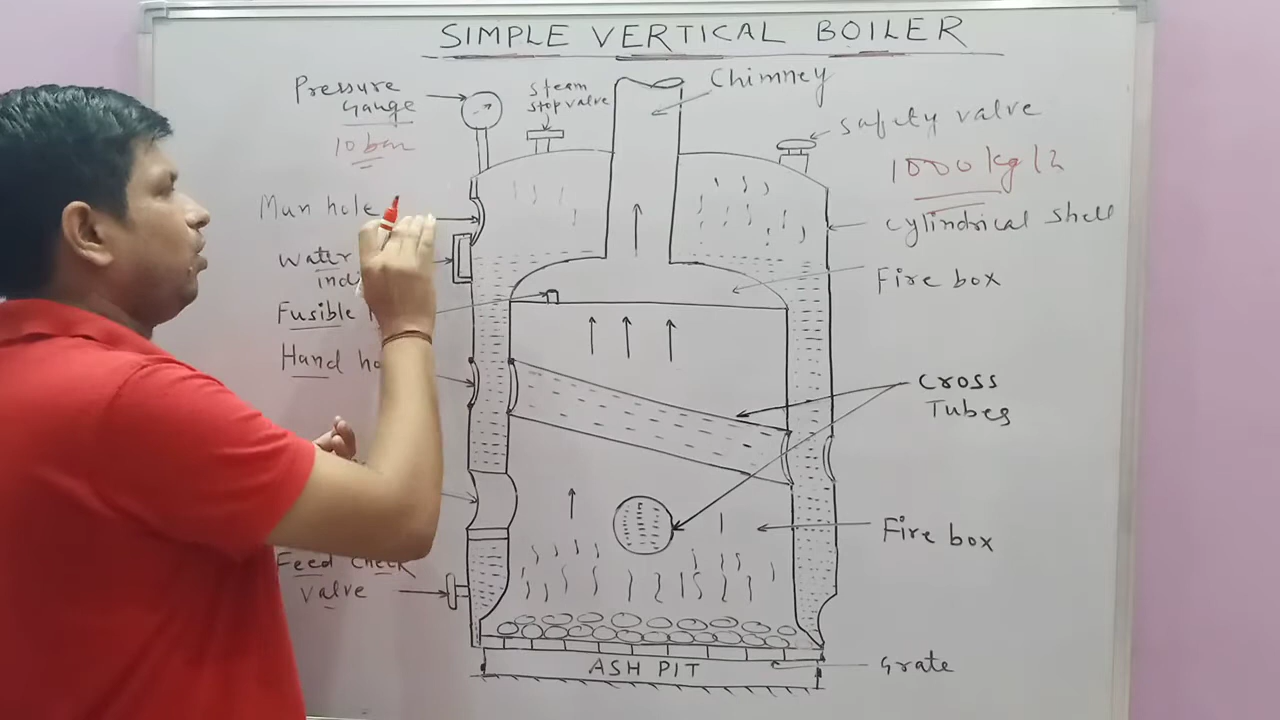 SIMPLE VERTICAL BOILER
Pressure
Gauge
10 bar
Steam
stop valve
Chimney
Safety valve
1000 kg/2
Man hole
Cylindrical shell
Water
Fire box
Fusible
Hand
Cross
Tubes
Fire box
Feed Check
Valve
Grate
ASH PIT